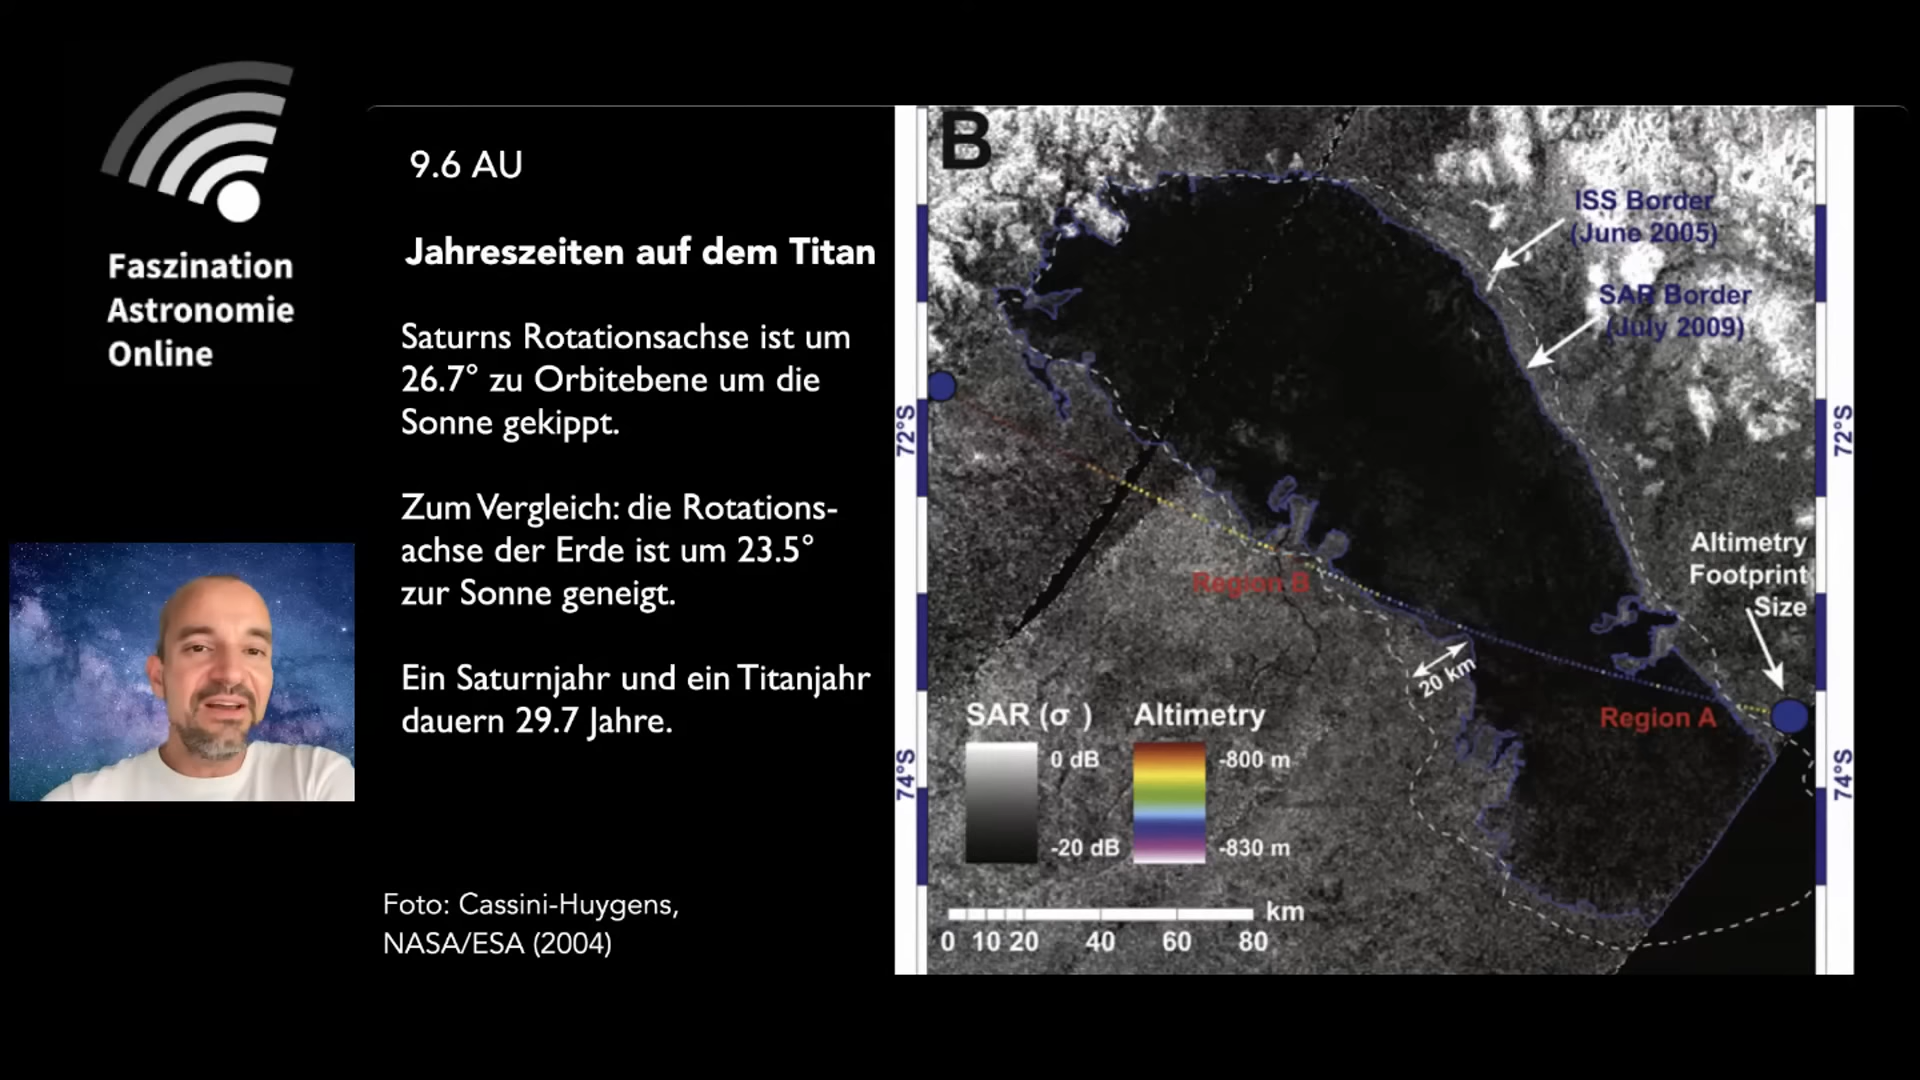 Faszination
Astronomie
Online
9.6 AU
Jahreszeiten auf dem Titan
Saturns Rotationsachse ist um
26.7° zu Orbitebene um die
Sonne gekippt.
Zum Vergleich: die Rotations-
achse der Erde ist um 23.5°
zur Sonne geneigt.
Ein Saturnjahr und ein Titanjahr
dauern 29.7 Jahre.
Foto: Cassini-Huygens,
NASA/ESA (2004)
B
ISS Border
(June 2005)
SAR Border
(July 2009)
72°S
72°S
Altimetry
Footprint
Size
Region B
20 km
Region A
74°S
74°S
SAR (σ )
0 dB
-20 dB
Altimetry
-800 m
-830 m
km
0 10 20 40 60 80